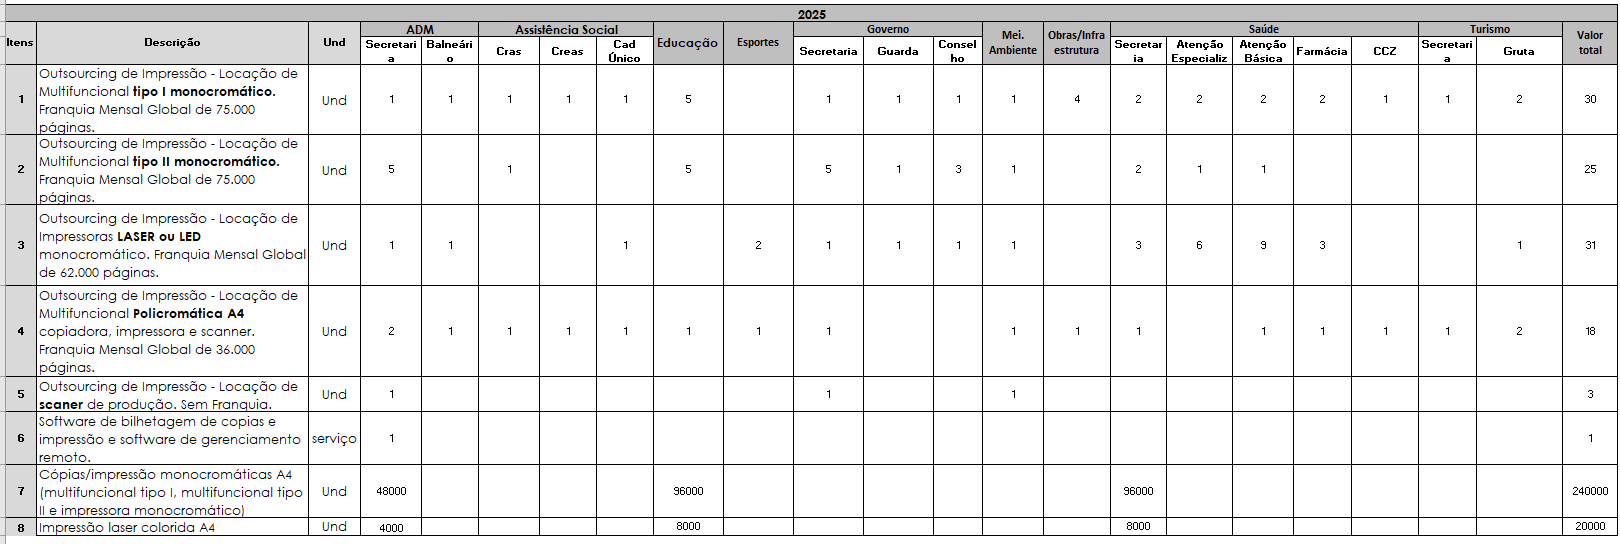 2025
Itens Descrição Und ADM Assistência Social Educação Esportes Governo Mei. Ambiente Obras/Infra estrutura Saúde Turismo Valor total
Secretari a Balneári o Cras Creas Cad Único Secretaria Guarda Consel ho Secretar ia Atenção Especializ Atenção Básica Farmácia CCZ Secretari a Gruta
Outsourcing de Impressão - Locação de
Multifuncional tipo I monocromático.
1 Und 1 1 1 1 1 5 1 1 1 1 4 2 2 2 2 1 1 2 30
Franquia Mensal Global de 75.000
páginas.
Outsourcing de Impressão - Locação de
Multifuncional tipo II monocromático.
2 Und 5 1 5 5 1 3 1 2 1 1 25
Franquia Mensal Global de 75.000
páginas.
Outsourcing de Impressão - Locação de
Impressoras LASER ou LED
3 Und 1 1 1 2 1 1 1 1 3 6 9 3 1 31
monocromático. Franquia Mensal Global
de 62.000 páginas.
Outsourcing de Impressão - Locação de
Multifuncional Policromática A4
4 copiadora, impressora e scanner. Und 2 1 1 1 1 1 1 1 1 1 1 1 1 1 1 2 18
Franquia Mensal Global de 36.000
páginas.
Outsourcing de Impressão - Locação de
5 Und 1 1 1 3
scaner de produção. Sem Franquia.
Software de bilhetagem de copias e
6 impressão e software de gerenciamento serviço 1 1
remoto.
Cópias/impressão monocromáticas A4
7 (multifuncional tipo I, multifuncional tipo Und 48000 96000 96000 240000
II e impressora monocromático)
8 Impressão laser colorida A4 Und 4000 8000 8000 20000